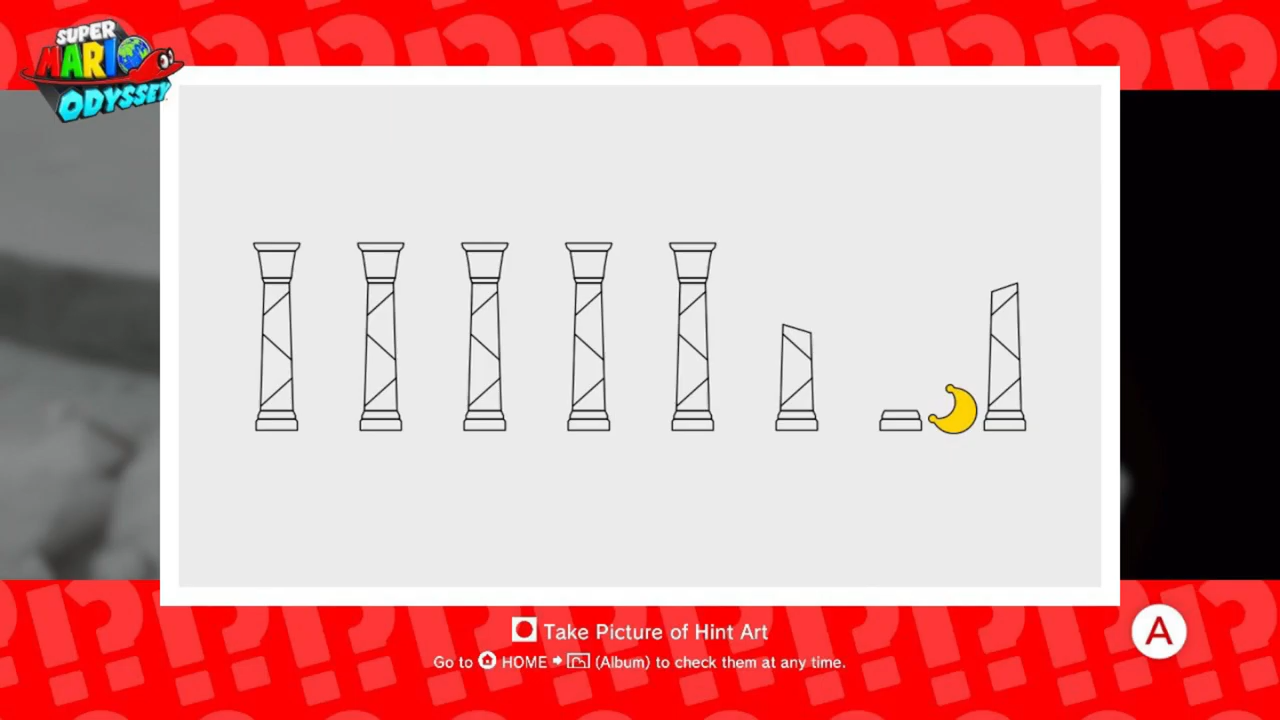 SUPER
MARIO
ODYSSEY
Take Picture of Hint Art
Go to HOME (Album) to check them at any time.
A